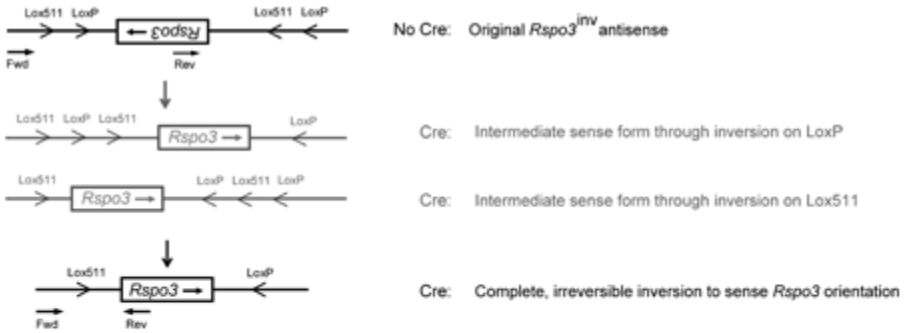 Lox511 LoxP Lox511 LoxP
← Rspo3
No Cre: Original Rspo3inv antisense
Fwd Rev
Lox511 LoxP Lox511 LoxP
Rspo3 →
Cre: Intermediate sense form through inversion on LoxP
Lox511 LoxP Lox511 LoxP
Rspo3 →
Cre: Intermediate sense form through inversion on Lox511
Lox511 LoxP
Rspo3 →
Cre: Complete, irreversible inversion to sense Rspo3 orientation
Fwd Rev